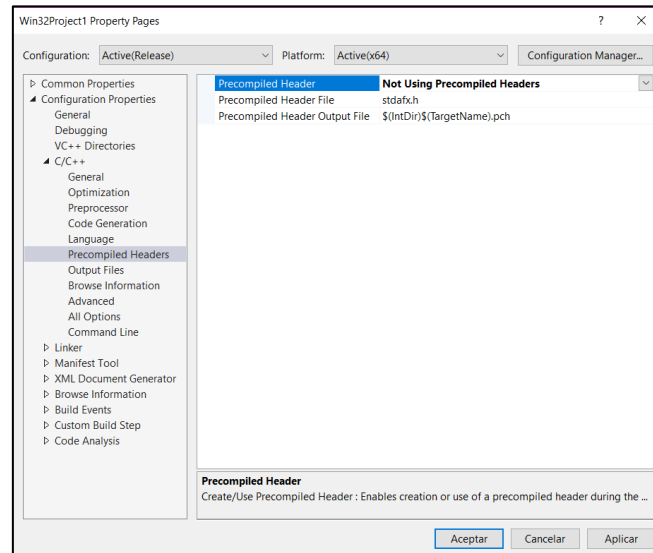 Win32Project1 Property Pages ? ×
Configuration: Active(Release) Platform: Active(x64) Configuration Manager...
Common Properties
Configuration Properties
General
Debugging
VC++ Directories
C/C++
General
Optimization
Preprocessor
Code Generation
Language
Precompiled Headers
Output Files
Browse Information
Advanced
All Options
Command Line
Linker
Manifest Tool
XML Document Generator
Browse Information
Build Events
Custom Build Step
Code Analysis
Precompiled Header Not Using Precompiled Headers
Precompiled Header File stdafx.h
Precompiled Header Output File $(IntDir)$(TargetName).pch
Precompiled Header
Create/Use Precompiled Header : Enables creation or use of a precompiled header during the ...
Aceptar Cancelar Aplicar